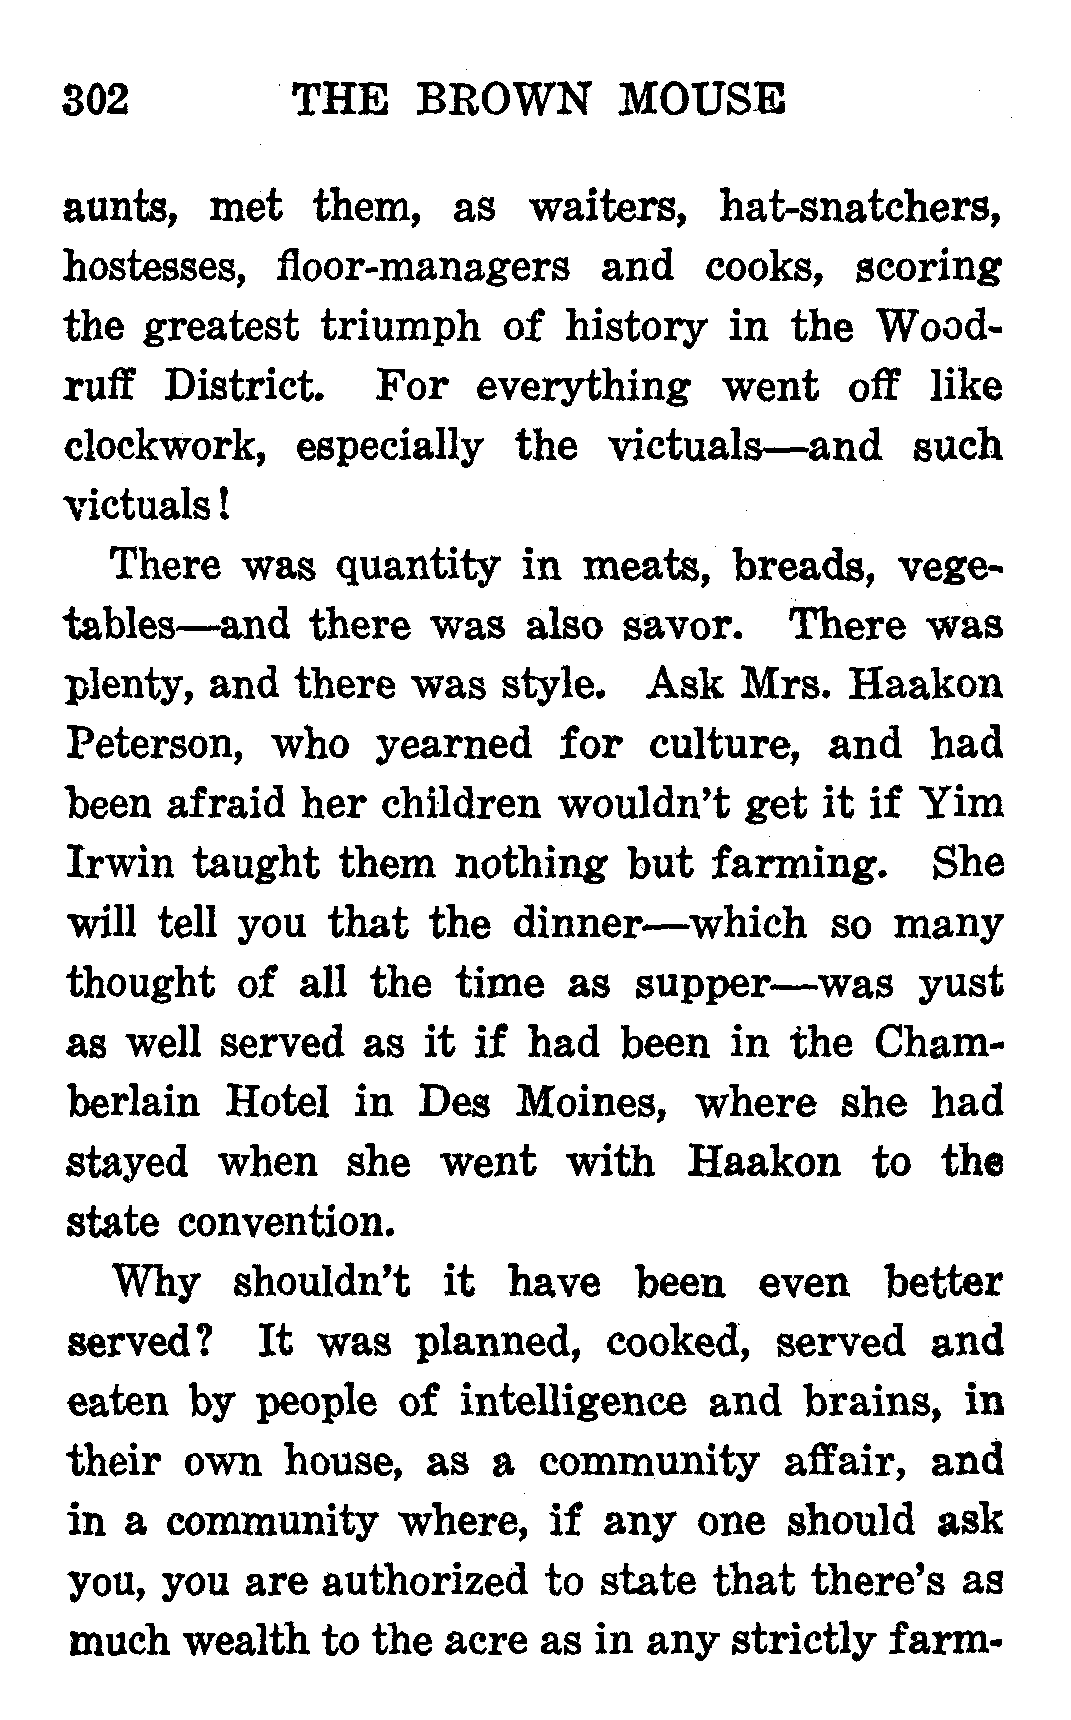 302 THE BROWN MOUSE
aunts, met them, as waiters, hat-snatchers,
hostesses, floor-managers and cooks, scoring
the greatest triumph of history in the Wood-
ruff District. For everything went off like
clockwork, especially the victuals—and such
victuals!
There was quantity in meats, breads, vege-
tables—and there was also savor. There was
plenty, and there was style. Ask Mrs. Haakon
Peterson, who yearned for culture, and had
been afraid her children wouldn't get it if Yim
Irwin taught them nothing but farming. She
will tell you that the dinner—which so many
thought of all the time as supper—was yust
as well served as it if had been in the Cham-
berlain Hotel in Des Moines, where she had
stayed when she went with Haakon to the
state convention.
Why shouldn't it have been even better
served? It was planned, cooked, served and
eaten by people of intelligence and brains, in
their own house, as a community affair, and
in a community where, if any one should ask
you, you are authorized to state that there's as
much wealth to the acre as in any strictly farm-